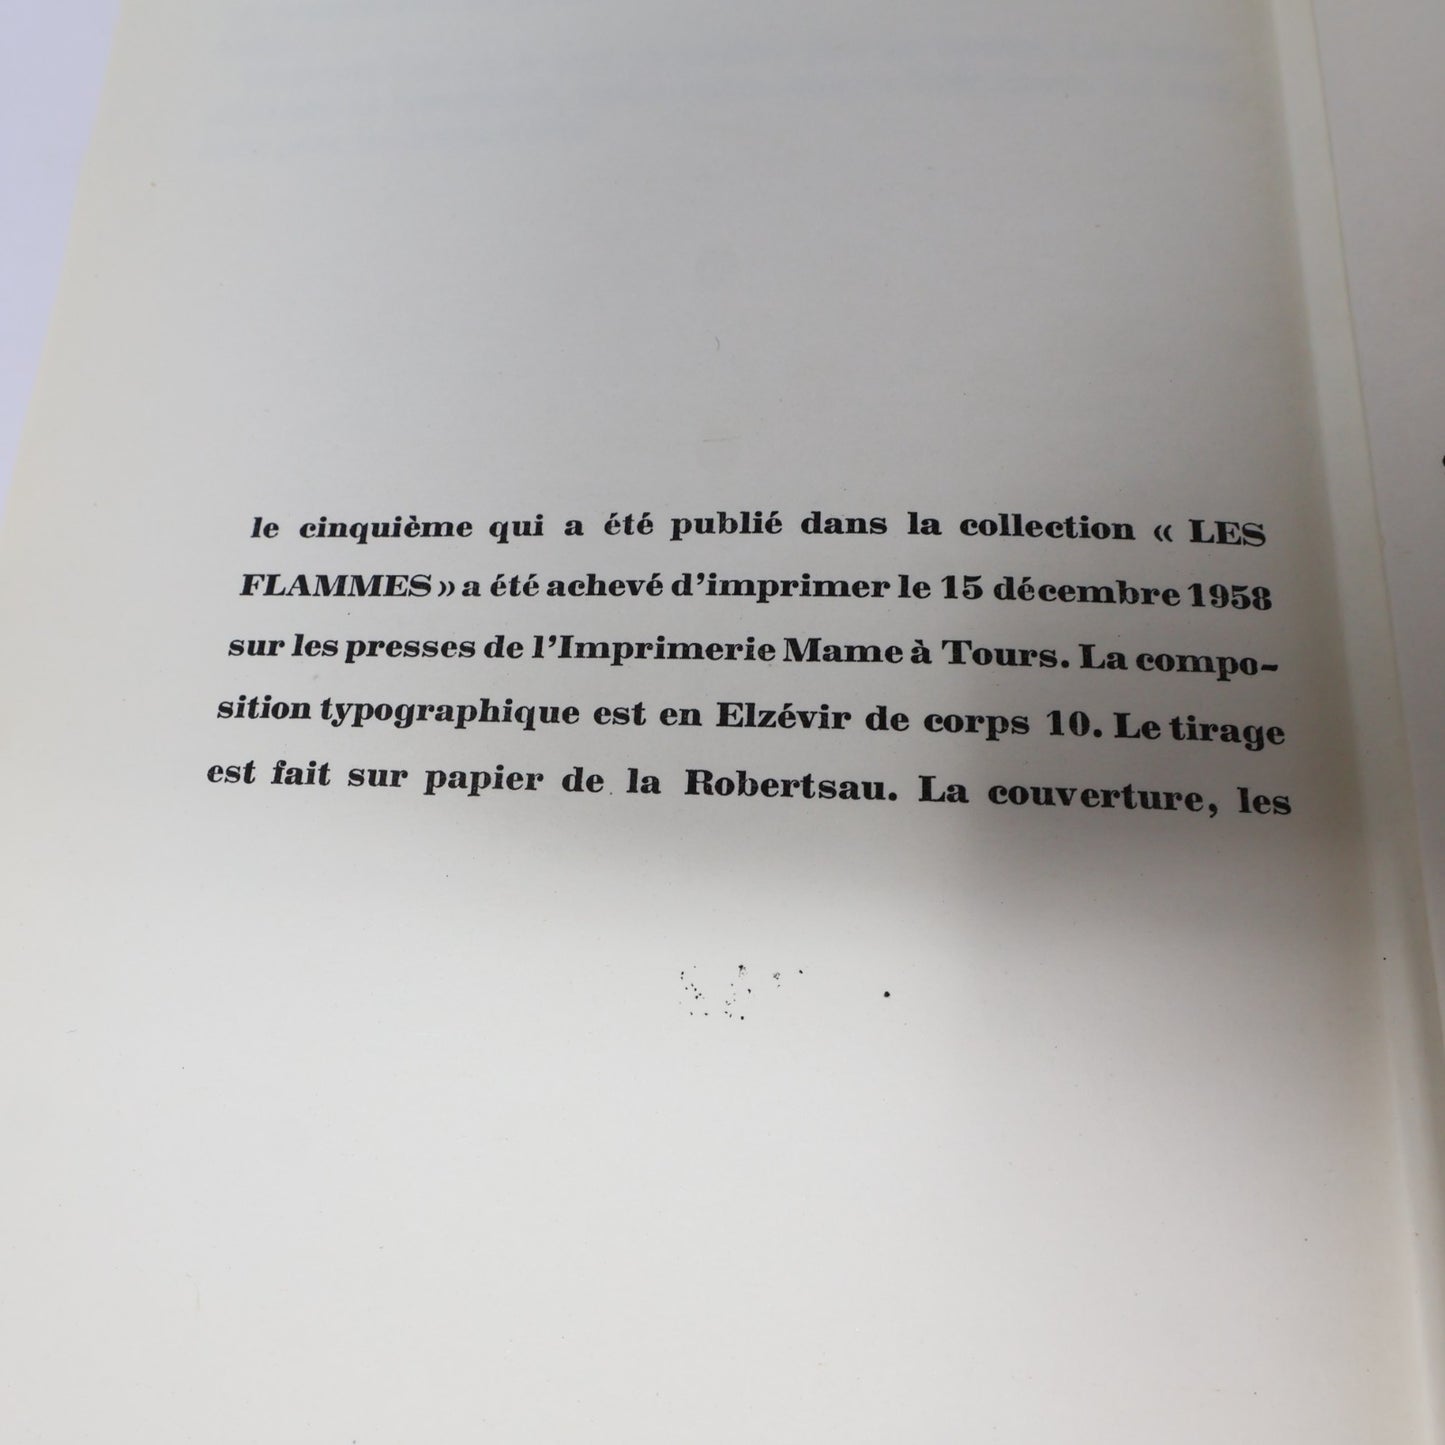 le cinquième qui a été publié dans la collection « LES
FLAMMES » a été achevé d'imprimer le 15 décembre 1958
sur les presses de l'Imprimerie Mame à Tours. La compo-
sition typographique est en Elzévir de corps 10. Le tirage
est fait sur papier de la Robertsau. La couverture, les